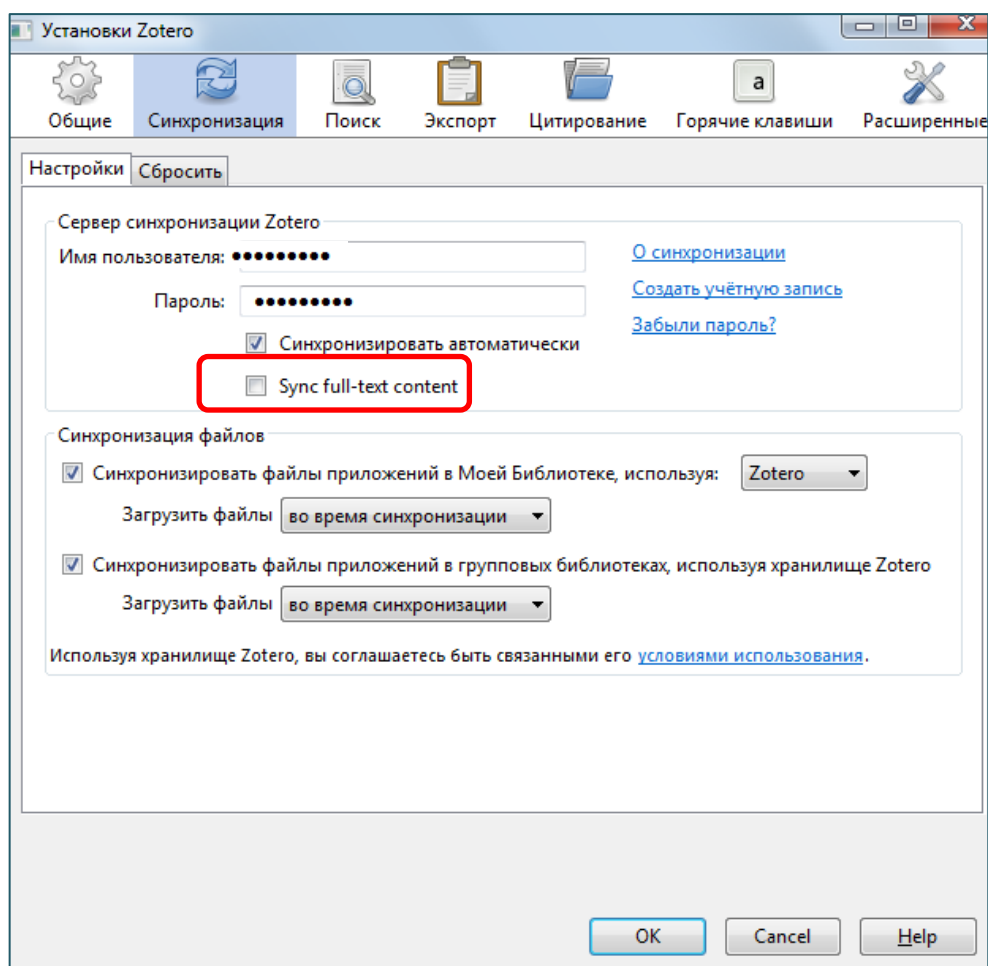 Установки Zotero
Общие Синхронизация Поиск Экспорт Цитирование Горячие клавиши Расширенные
Настройки Сбросить
Сервер синхронизации Zotero
Имя пользователя: ●●●●●●●●●
О синхронизации
Пароль: ●●●●●●●●●
Создать учётную запись
Забыли пароль?
Синхронизировать автоматически
Sync full-text content
Синхронизация файлов
Синхронизировать файлы приложений в Моей Библиотеке, используя: Zotero
Загрузить файлы во время синхронизации
Синхронизировать файлы приложений в групповых библиотеках, используя хранилище Zotero
Загрузить файлы во время синхронизации
Используя хранилище Zotero, вы соглашаетесь быть связанными его условиями использования.
OK Cancel Help